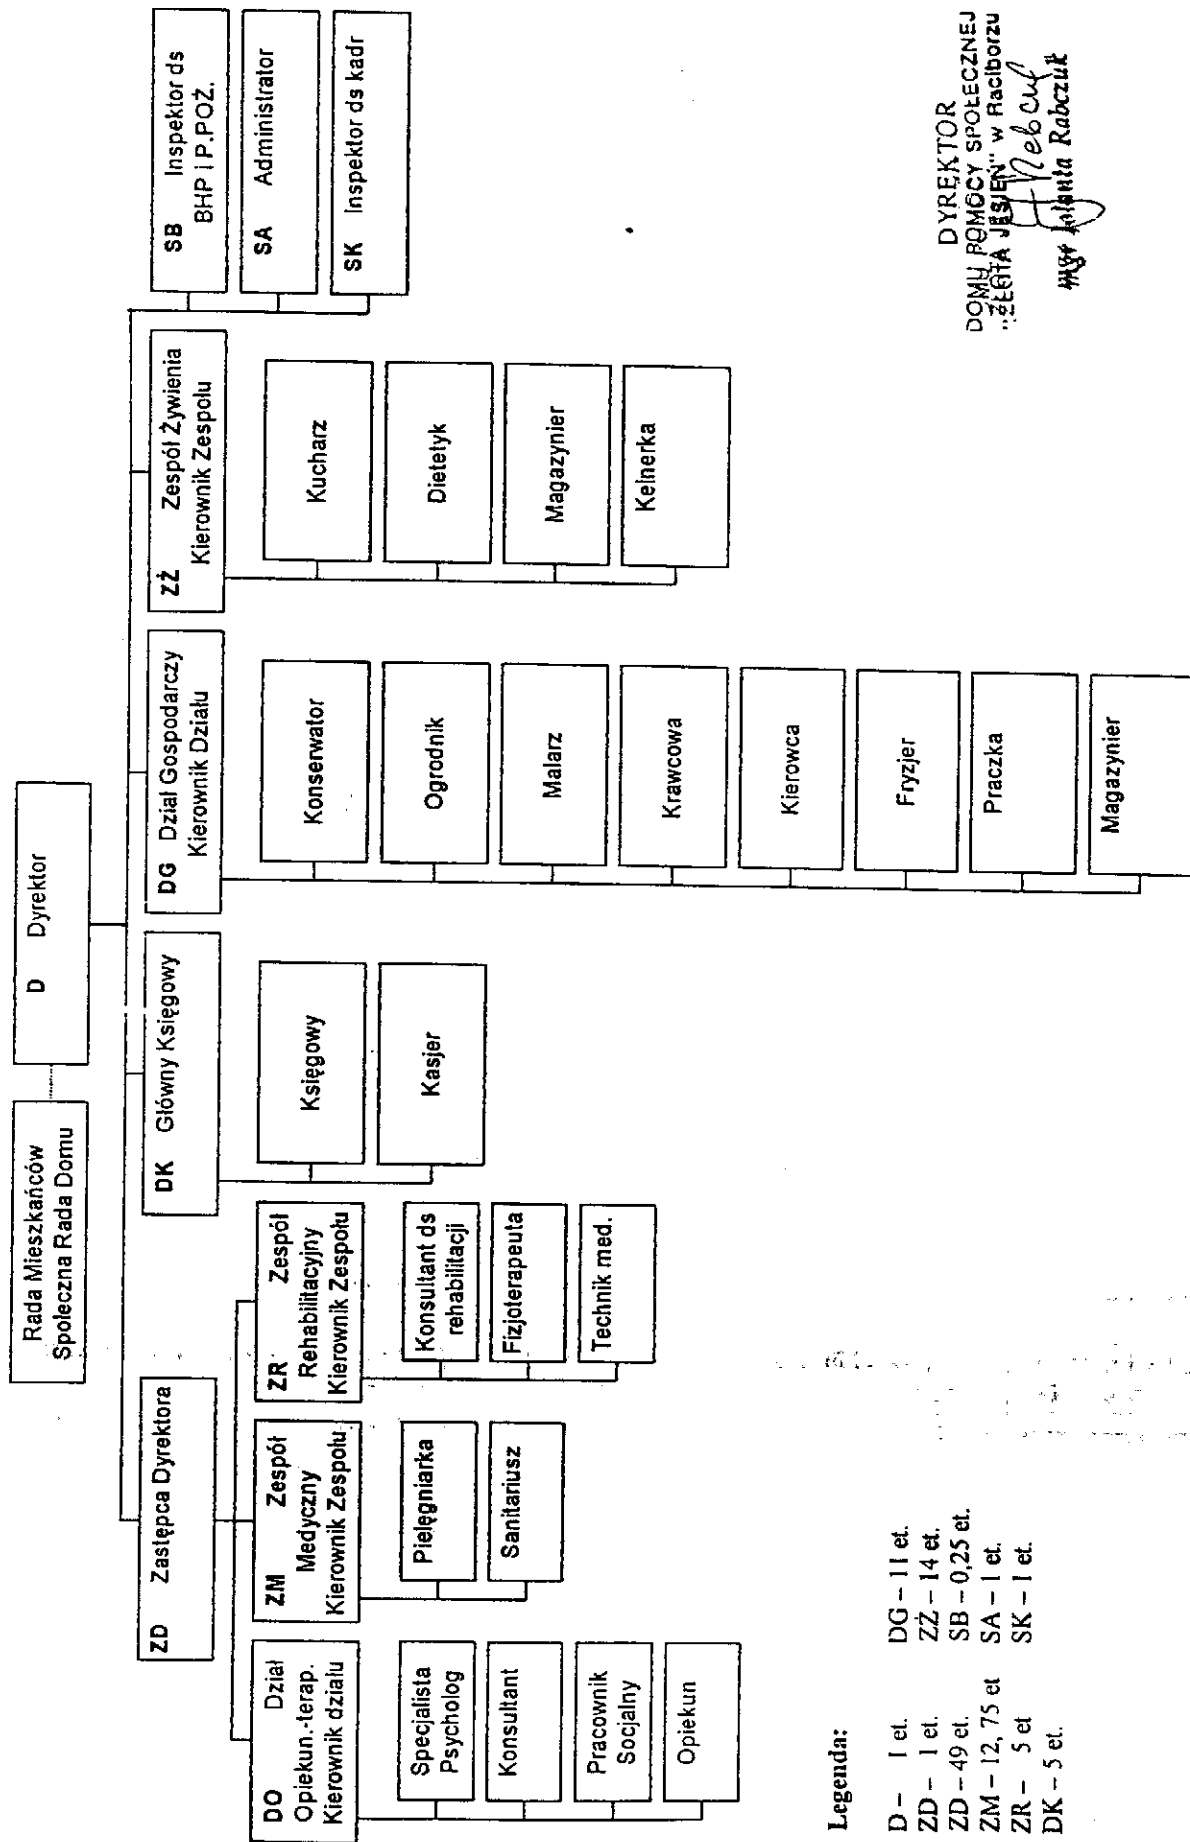 Rada Mieszkańców
Społeczna Rada Domu
D Dyrektor
ZD Zastępca Dyrektora
DK Główny Księgowy
DG Dział Gospodarczy
Kierownik Działu
ZŻ Zespół Żywienia
Kierownik Zespołu
SB Inspektor ds
BHP I P.POŻ.
SA Administrator
SK Inspektor ds kadr
DO Dział
Opiekun.-terap.
Kierownik działu
ZM Zespół
Medyczny
Kierownik Zespołu
ZR Zespół
Rehabilitacyjny
Kierownik Zespołu
Specjalista
Psycholog
Konsultant
Pracownik
Socjalny
Opiekun
Pielęgniarka
Sanitariusz
Konsultant ds
rehabilitacji
Fizjoterapeuta
Technik med.
Księgowy
Kasjer
Konserwator
Ogrodnik
Malarz
Krawcowa
Kierowca
Fryzjer
Praczka
Magazynier
Kucharz
Dietetyk
Magazynier
Kelnerka
Legenda:
D – 1 et. DG – 11 et.
ZD – 1 et. ZŻ – 14 et.
ZD – 49 et. SB – 0,25 et.
ZM – 12, 75 et SA – 1 et.
ZR – 5 et SK – 1 et.
DK – 5 et.
DYREKTOR
DOMU POMOCY SPOŁECZNEJ
"ZŁOTA JESIEŃ" w Raciborzu
mgr Jolanta Rabczuk